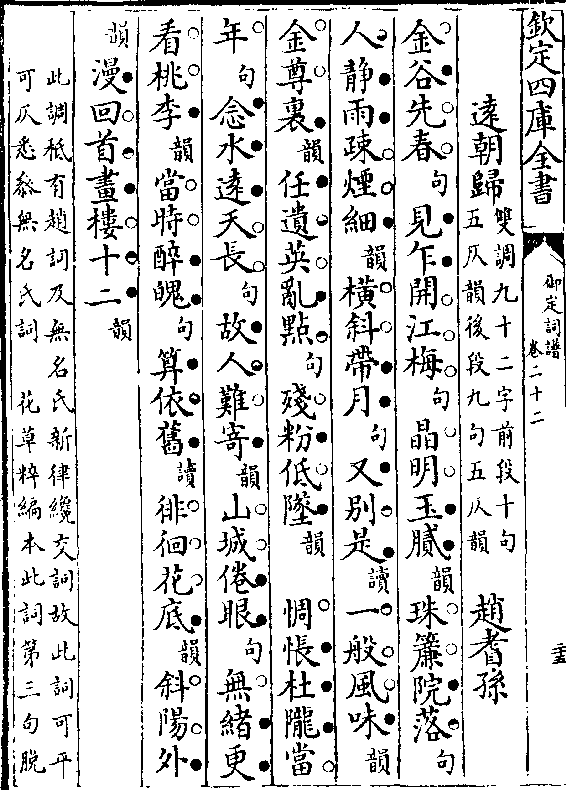 欽定四庫全書
御定詞譜
卷二十二
遠朝歸 雙調九十二字前段十句
五仄韻後段九句五仄韻 趙耆孫
金谷先春句見乍開江梅句晶明玉膩韻珠簾院落句
人静雨疎煙細韻橫斜帶月句又別是讀一般風味韻
金尊裏韻任遺英亂點句殘粉低墜韻 惆悵杜隴當
年句念水遠天長句故人難寄韻山城倦眼句無緒更
看桃李韻當時醉魄句算依舊讀徘徊花底韻斜陽外
韻漫回首畫樓十二韻
此調祗有趙詞及無名氏新律纔交詞故此詞可平
可仄悉叅無名氏詞 花草粹編本此詞第三句脫